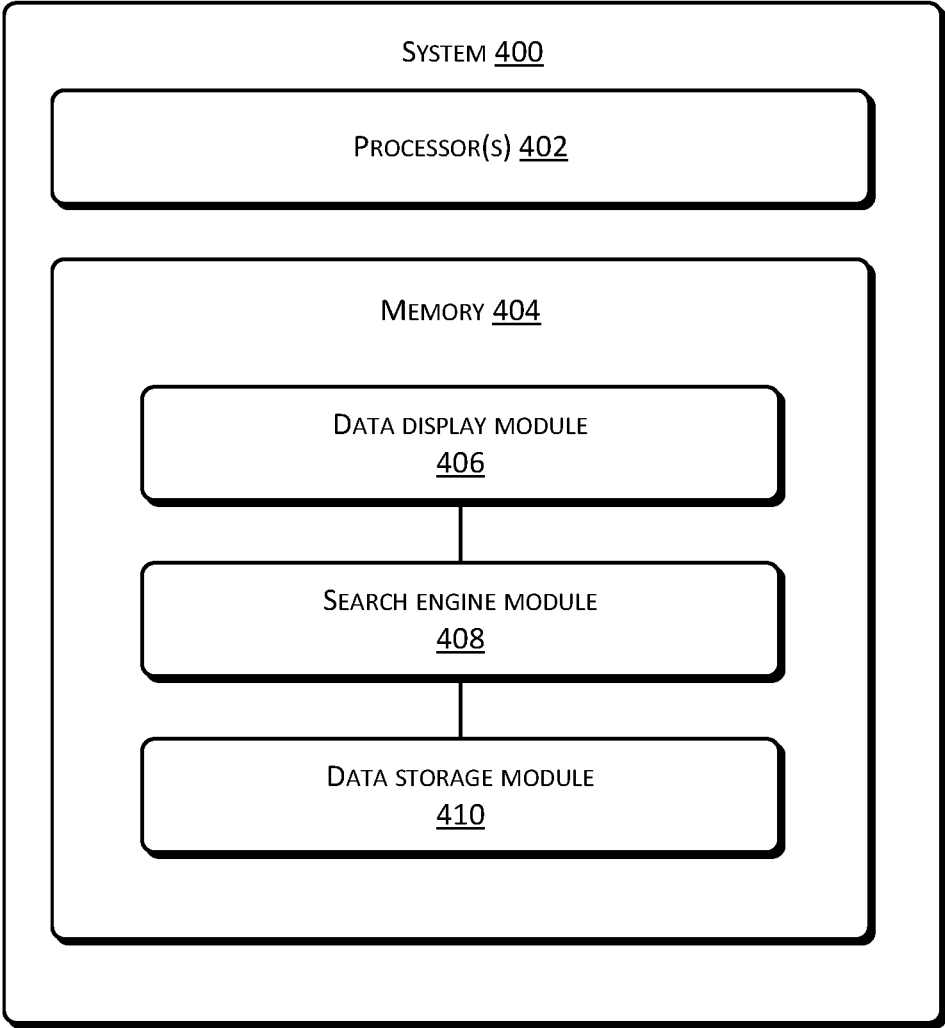 System 400
Processor(s) 402
Memory 404
Data display module
406
Search engine module
408
Data storage module
410